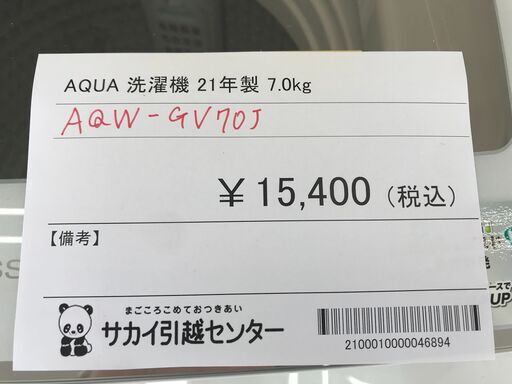 AQUA 洗濯機 21年製 7.0kg
AQW-GV70J
￥15,400（税込）
【備考】
まごころこめておつきあい
サカイ引越センター
2100010000046894
UP